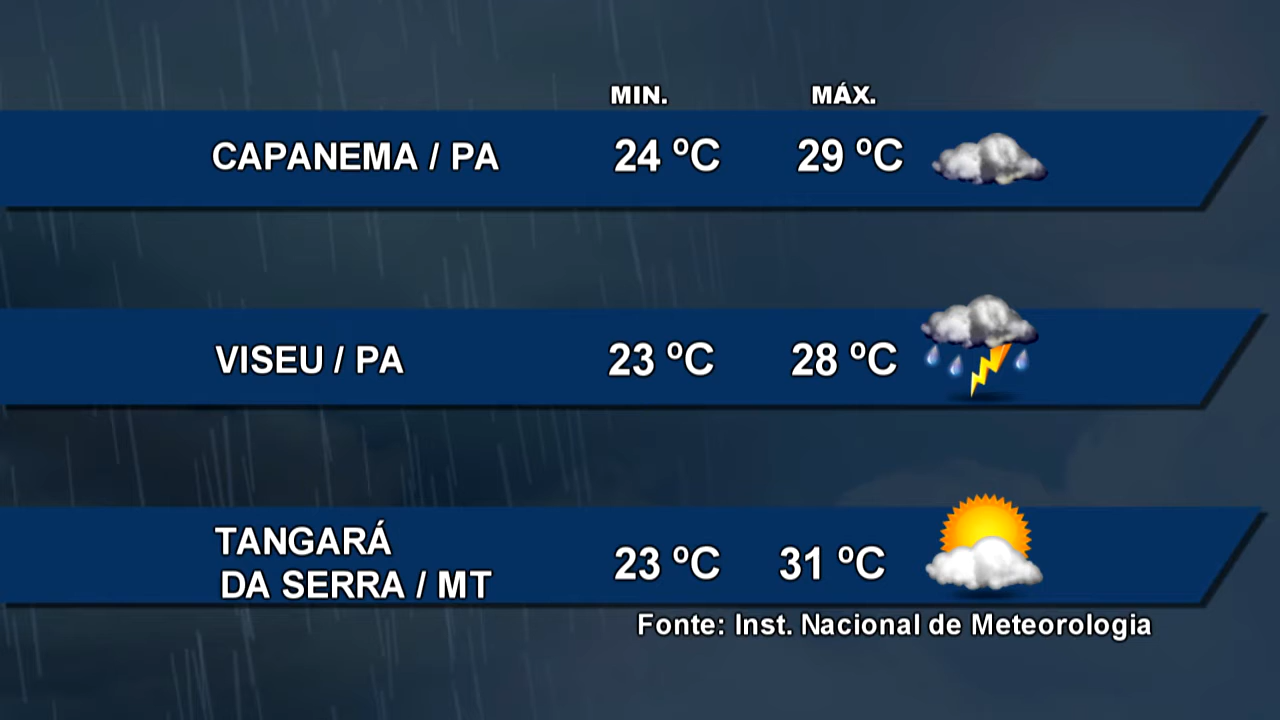 MIN. MÁX.
CAPANEMA / PA 24 ºC 29 ºC
VISEU / PA 23 ºC 28 ºC
TANGARÁ
DA SERRA / MT 23 ºC 31 ºC
Fonte: Inst. Nacional de Meteorologia